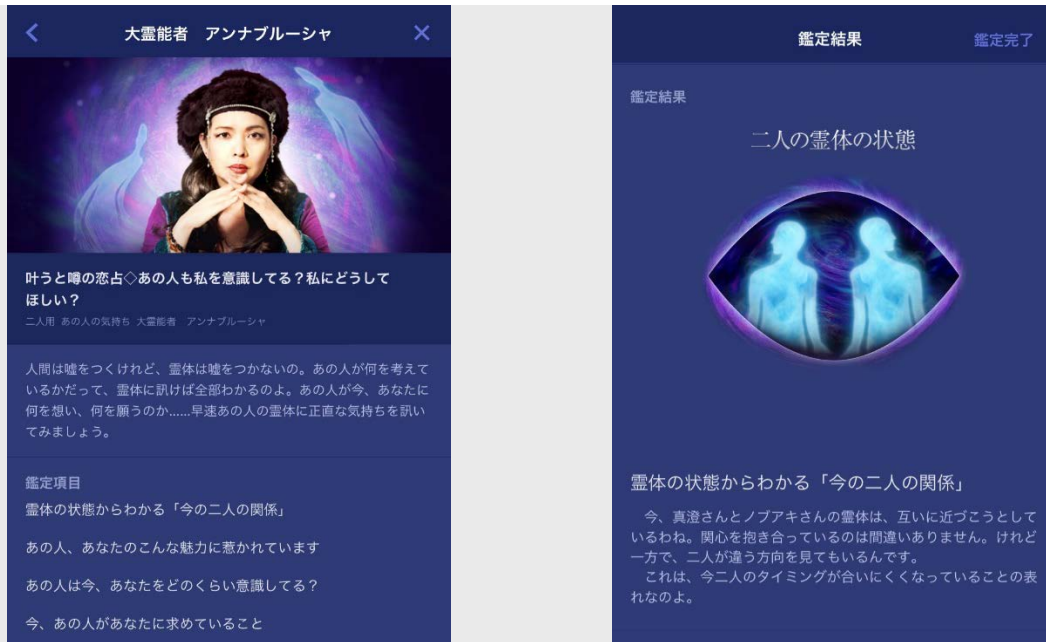 大霊能者　アンナブルーシャ
叶うと噂の恋占◇あの人も私を意識してる？私にどうして
ほしい？
二人用 あの人の気持ち 大霊能者　アンナブルーシャ
人間は嘘をつくけれど、霊体は嘘をつかないの。あの人が何を考えて
いるかだって、霊体に訊けば全部わかるのよ。あの人が今、あなたに
何を想い、何を願うのか……早速あの人の霊体に正直な気持ちを訊い
てみましょう。
鑑定項目
霊体の状態からわかる「今の二人の関係」
あの人、あなたのこんな魅力に惹かれています
あの人は今、あなたをどのくらい意識してる？
今、あの人があなたに求めていること
鑑定結果
鑑定完了
鑑定結果
二人の霊体の状態
霊体の状態からわかる「今の二人の関係」
　今、真澄さんとノブアキさんの霊体は、互いに近づこうとして
いるわね。関心を抱き合っているのは間違いありません。けれど
一方で、二人が違う方向を見てもいるんです。
　これは、今二人のタイミングが合いにくくなっていることの表
れなのよ。